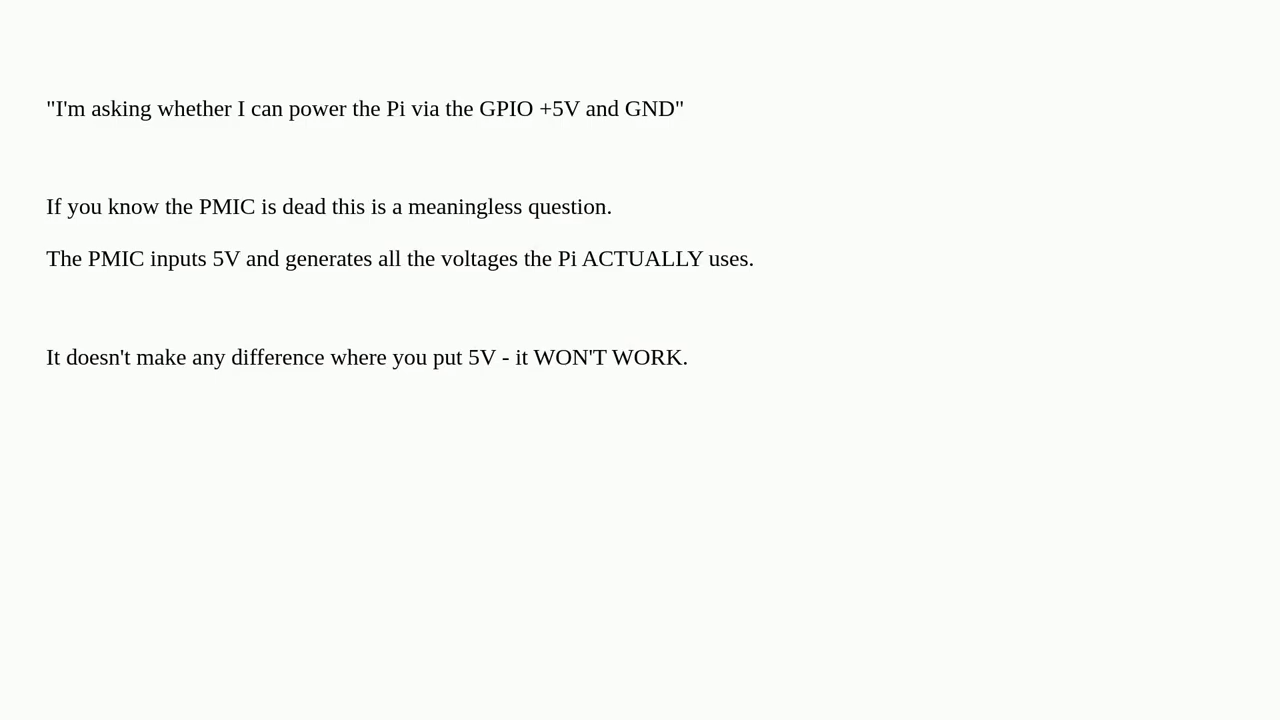 "I'm asking whether I can power the Pi via the GPIO +5V and GND"
If you know the PMIC is dead this is a meaningless question.
The PMIC inputs 5V and generates all the voltages the Pi ACTUALLY uses.
It doesn't make any difference where you put 5V - it WON'T WORK.